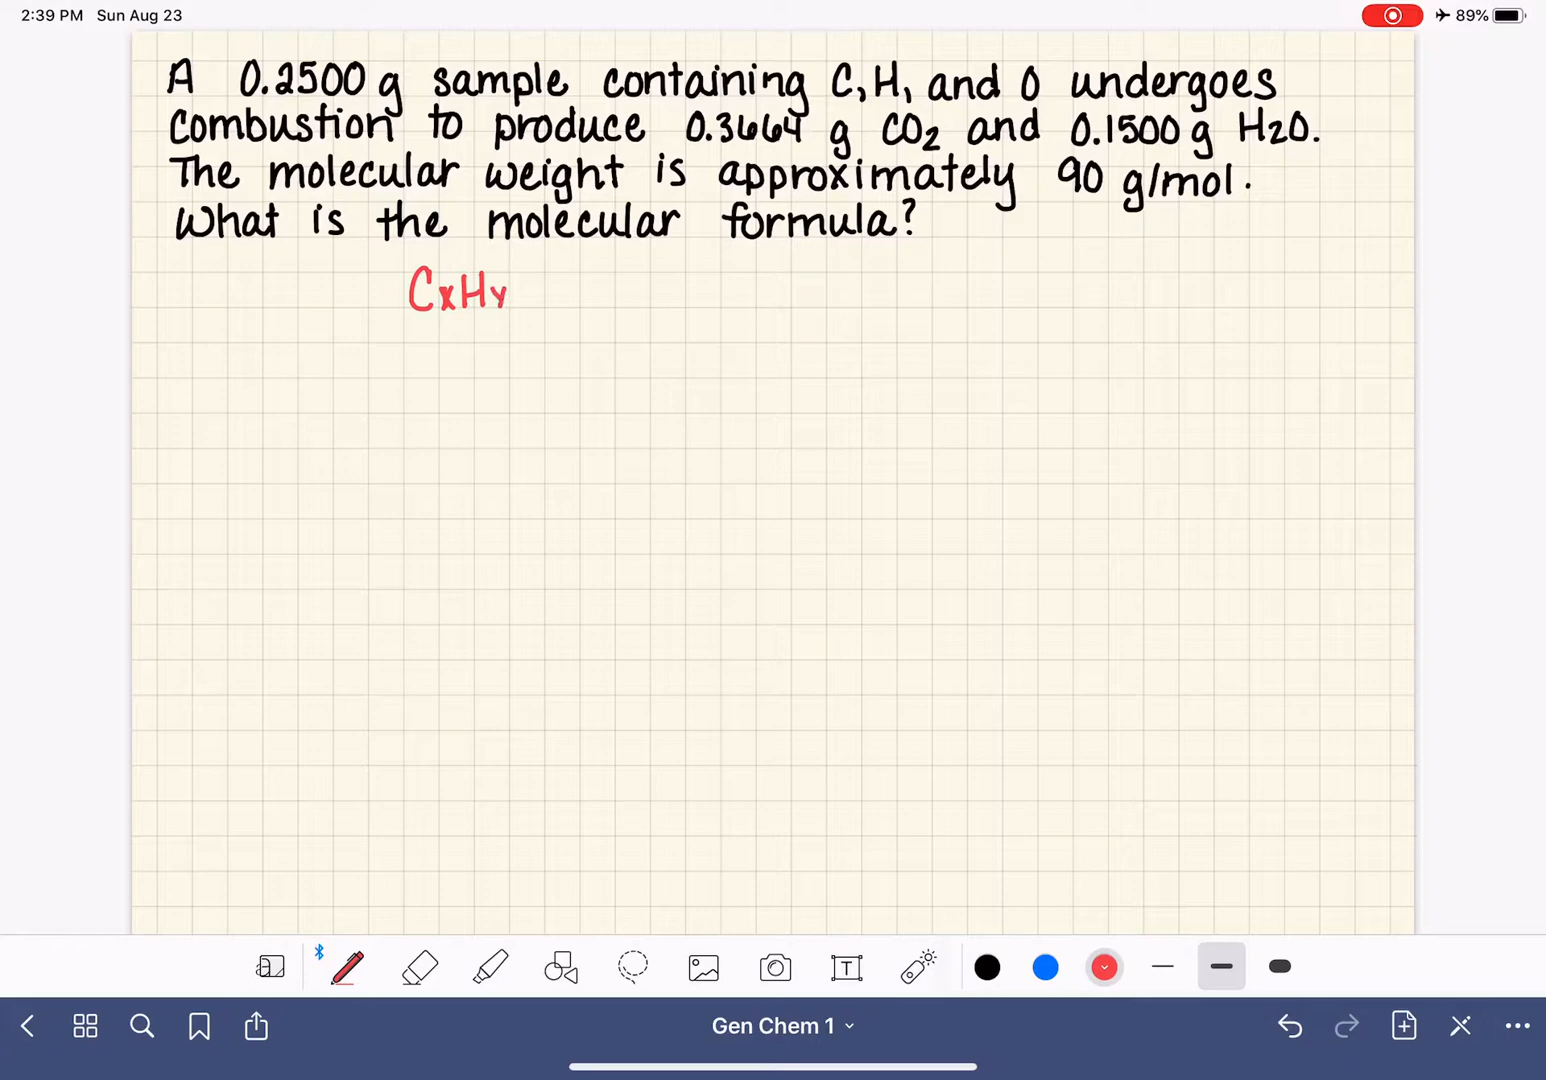 2:39 PM Sun Aug 23
89%
A 0.2500 g sample containing C, H, and O undergoes
combustion to produce 0.3664 g CO2 and 0.1500 g H2O.
The molecular weight is approximately 90 g/mol.
What is the molecular formula?
CxHy
T
Gen Chem 1